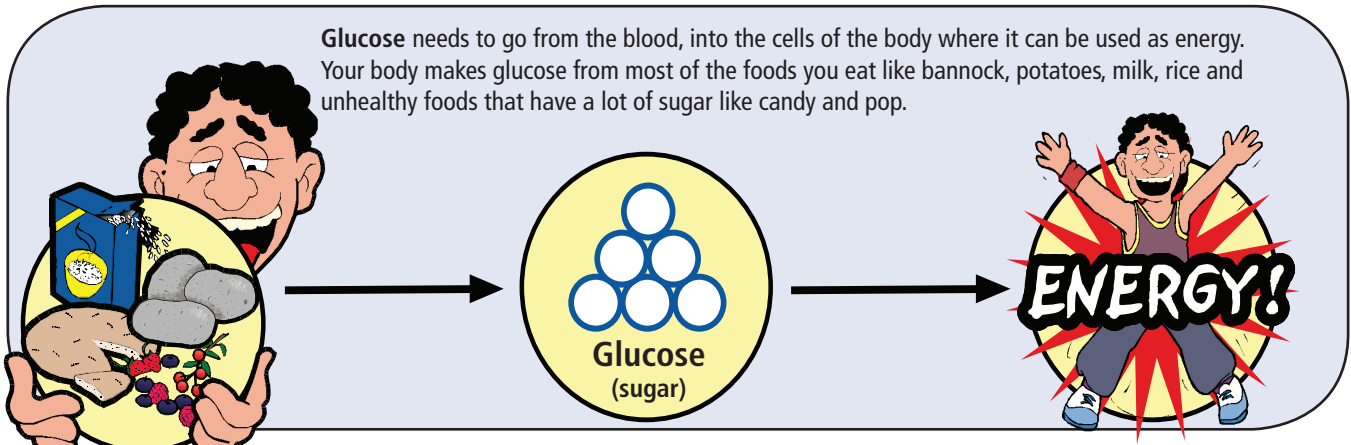 Glucose needs to go from the blood, into the cells of the body where it can be used as energy.
Your body makes glucose from most of the foods you eat like bannock, potatoes, milk, rice and
unhealthy foods that have a lot of sugar like candy and pop.
Glucose
(sugar)
ENERGY!